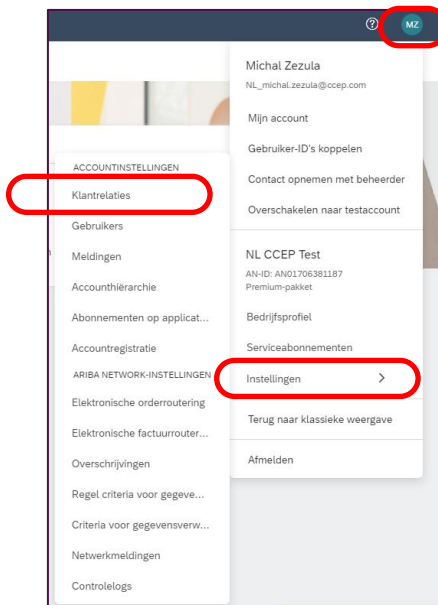 MZ
Michal Zezula
NL_michal.zezula@ccep.com
Mijn account
Gebruiker-ID's koppelen
Contact opnemen met beheerder
Overschakelen naar testaccount
NL CCEP Test
AN-ID: AN01706381187
Premium-pakket
Bedrijfsprofiel
Serviceabonnementen
Instellingen
Terug naar klassieke weergave
Afmelden
ACCOUNTINSTELLINGEN
Klantrelaties
Gebruikers
Meldingen
Accounthiërarchie
Abonnementen op applicat...
Accountregistratie
ARIBA NETWORK-INSTELLINGEN
Elektronische orderroutering
Elektronische factuurrouter...
Overschrijvingen
Regel criteria voor gegeve...
Criteria voor gegevensverw...
Netwerkmeldingen
Controlelogs